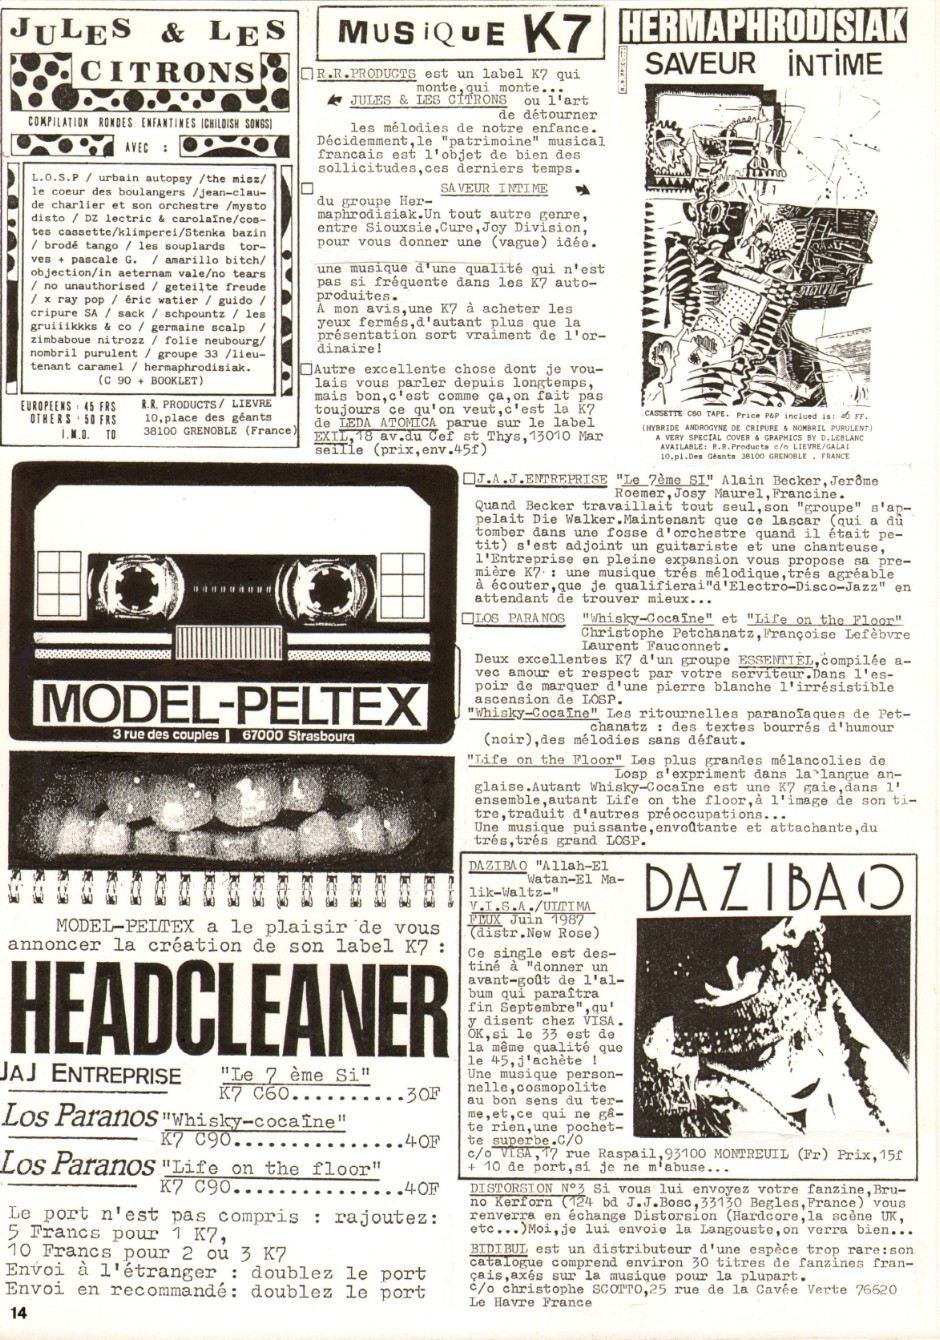 JULES & LES
CITRONS
COMPILATION RONDES ENFANTINES (CHILDISH SONGS)
AVEC :
L.O.S.P / urbain autopsy /the misz/
le coeur des boulangers /jean-clau-
de charlier et son orchestre /mysto
disto / DZ lectric & carolaïne/cos-
tes cassette/klimperei/Stenka bazin
/ brodé tango / les souplards tor-
ves + pascale G. / amarillo bitch/
objection/in aeternam vale/no tears
/ no unauthorised / geteilte freude
/ x ray pop / éric watier / guido /
cripure SA / sack / schpountz / les
gruiiikkks & co / germaine scalp /
zimbaboue nitrozz / folie neubourg/
nombril purulent / groupe 33 /lieu-
tenant caramel / hermaphrodisiak.
(C 90 + BOOKLET)
EUROPEENS : 45 FRS
OTHERS : 50 FRS
I.M.O. TO
R.R. PRODUCTS/ LIEVRE
10,place des géants
38100 GRENOBLE (France)
MUSiQUE K7
R.R.PRODUCTS est un label K7 qui
monte,qui monte...
JULES & LES CITRONS ou l'art
de détourner
les mélodies de notre enfance.
Décidemment,le "patrimoine" musical
francais est l'objet de bien des
sollicitudes,ces derniers temps.
SAVEUR INTIME
du groupe Her-
maphrodisiak.Un tout autre genre,
entre Siouxsie,Cure,Joy Division,
pour vous donner une (vague) idée.
une musique d'une qualité qui n'est
pas si fréquente dans les K7 auto-
produites.
A mon avis,une K7 à acheter les
yeux fermés,d'autant plus que la
présentation sort vraiment de l'or-
dinaire!
Autre excellente chose dont je vou-
lais vous parler depuis longtemps,
mais bon,c'est comme ça,on fait pas
toujours ce qu'on veut,c'est la K7
de LEDA ATOMICA parue sur le label
EXIL,18 av.du Cef st Thys,13010 Mar
seille (prix,env.45f)
HERMAPHRODISIAK
SAVEUR iNTiME
CASSETTE C60 TAPE. Price P&P inclued is: 46 FF.
(HYBRIDE ANDROGYNE DE CRIPURE & NOMBRIL PURULENT)
A VERY SPECIAL COVER & GRAPHICS BY D.LEBLANC
AVAILABLE: R.R.Products c/o LIEVRE/GALAI
10,pl.Des Géants 38100 GRENOBLE . FRANCE
J.A.J.ENTREPRISE "Le 7ème SI" Alain Becker,Jerôme
Roemer,Josy Maurel,Francine.
Quand Becker travaillait tout seul,son "groupe" s'ap-
pelait Die Walker.Maintenant que ce lascar (qui a dû
tomber dans une fosse d'orchestre quand il était pe-
tit) s'est adjoint un guitariste et une chanteuse,
l'Entreprise en pleine expansion vous propose sa pre-
mière K7 : une musique trés mélodique,trés agréable
à écouter,que je qualifierai"d'Electro-Disco-Jazz" en
attendant de trouver mieux...
LOS PARANOS "Whisky-Cocaïne" et "Life on the Floor"
Christophe Petchanatz,Françoise Lefèbvre
Laurent Fauconnet.
Deux excellentes K7 d'un groupe ESSENTIEL,compilée a-
vec amour et respect par votre serviteur.Dans l'es-
poir de marquer d'une pierre blanche l'irrésistible
ascension de LOSP.
"Whisky-Cocaïne" Les ritournelles paranoïaques de Pet-
chanatz : des textes bourrés d'humour
(noir),des mélodies sans défaut.
"Life on the Floor" Les plus grandes mélancolies de
Losp s'expriment dans la langue an-
glaise.Autant Whisky-Cocaïne est une K7 gaie,dans l'
ensemble,autant Life on the floor,à l'image de son ti-
tre,traduit d'autres préoccupations...
Une musique puissante,envoûtante et attachante,du
trés,trés grand LOSP.
MODEL-PELTEX
3 rue des couples | 67000 Strasbourg
MODEL-PELTEX a le plaisir de vous
annoncer la création de son label K7 :
HEADCLEANER
JAJ ENTREPRISE "Le 7 ème Si"
K7 C60..........30F
Los Paranos "Whisky-cocaïne"
K7 C90...............40F
Los Paranos "Life on the floor"
K7 C90...............40F
Le port n'est pas compris : rajoutez:
5 Francs pour 1 K7,
10 Francs pour 2 ou 3 K7
Envoi à l'étranger : doublez le port
Envoi en recommandé: doublez le port
14
DAZIBAO "Allah-El
Watan-El Ma-
lik-Waltz-"
V.I.S.A./ULTIMA
FEUX Juin 1987
(distr.New Rose)
Ce single est des-
tiné à "donner un
avant-goût de l'al-
bum qui paraîtra
fin Septembre",qu'
y disent chez VISA.
OK,si le 33 est de
la même qualité que
le 45,j'achète !
Une musique person-
nelle,cosmopolite
au bon sens du ter-
me,et,ce qui ne gâ-
te rien,une pochet-
te superbe.C/O
c/o VISA,17 rue Raspail,93100 MONTREUIL (Fr) Prix,15f
+ 10 de port,si je ne m'abuse...
DAZIBAO
DISTORSION N°3 Si vous lui envoyez votre fanzine,Bru-
no Kerforn (124 bd J.J.Bosc,33130 Begles,France) vous
renverra en échange Distorsion (Hardcore,la scène UK,
etc...)Moi,je lui envoie la Langouste,on verra bien...
BIDIBUL est un distributeur d'une espèce trop rare:son
catalogue comprend environ 30 titres de fanzines fran-
çais,axés sur la musique pour la plupart.
c/o christophe SCOTTO,25 rue de la Cavée Verte 76620
Le Havre France